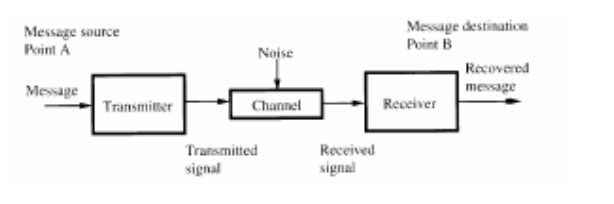 Message source
Point A
Message destination
Point B
Noise
Message
Transmitter
Channel
Receiver
Recovered
message
Transmitted
signal
Received
signal